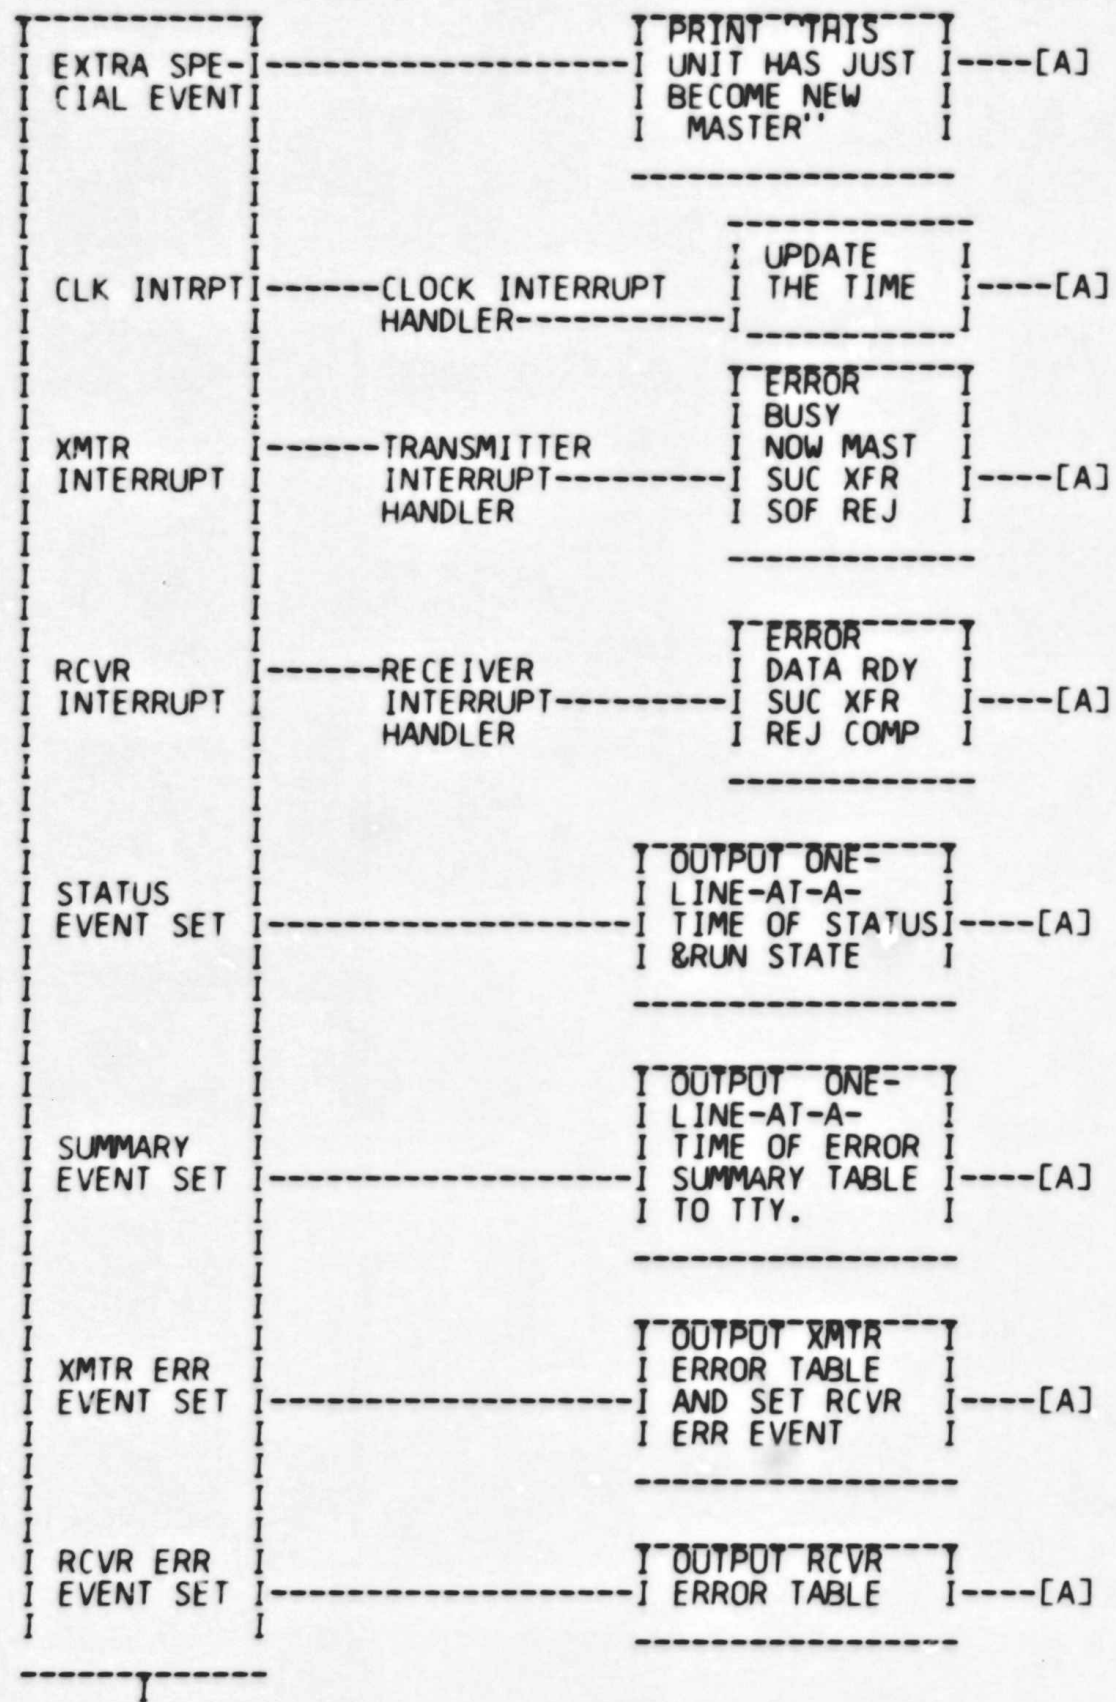 PRINT "THIS
EXTRA SPE- UNIT HAS JUST [A]
CIAL EVENT BECOME NEW
MASTER"
UPDATE
CLK INTRPT CLOCK INTERRUPT THE TIME [A]
HANDLER
ERROR
BUSY
XMTR TRANSMITTER NOW MAST
INTERRUPT INTERRUPT SUC XFR [A]
HANDLER SOF REJ
ERROR
RCVR RECEIVER DATA RDY
INTERRUPT INTERRUPT SUC XFR [A]
HANDLER REJ COMP
OUTPUT ONE-
STATUS LINE-AT-A-
EVENT SET TIME OF STATUS [A]
&RUN STATE
OUTPUT ONE-
LINE-AT-A-
SUMMARY TIME OF ERROR
EVENT SET SUMMARY TABLE [A]
TO TTY.
OUTPUT XMTR
XMTR ERR ERROR TABLE
EVENT SET AND SET RCVR [A]
ERR EVENT
RCVR ERR OUTPUT RCVR
EVENT SET ERROR TABLE [A]